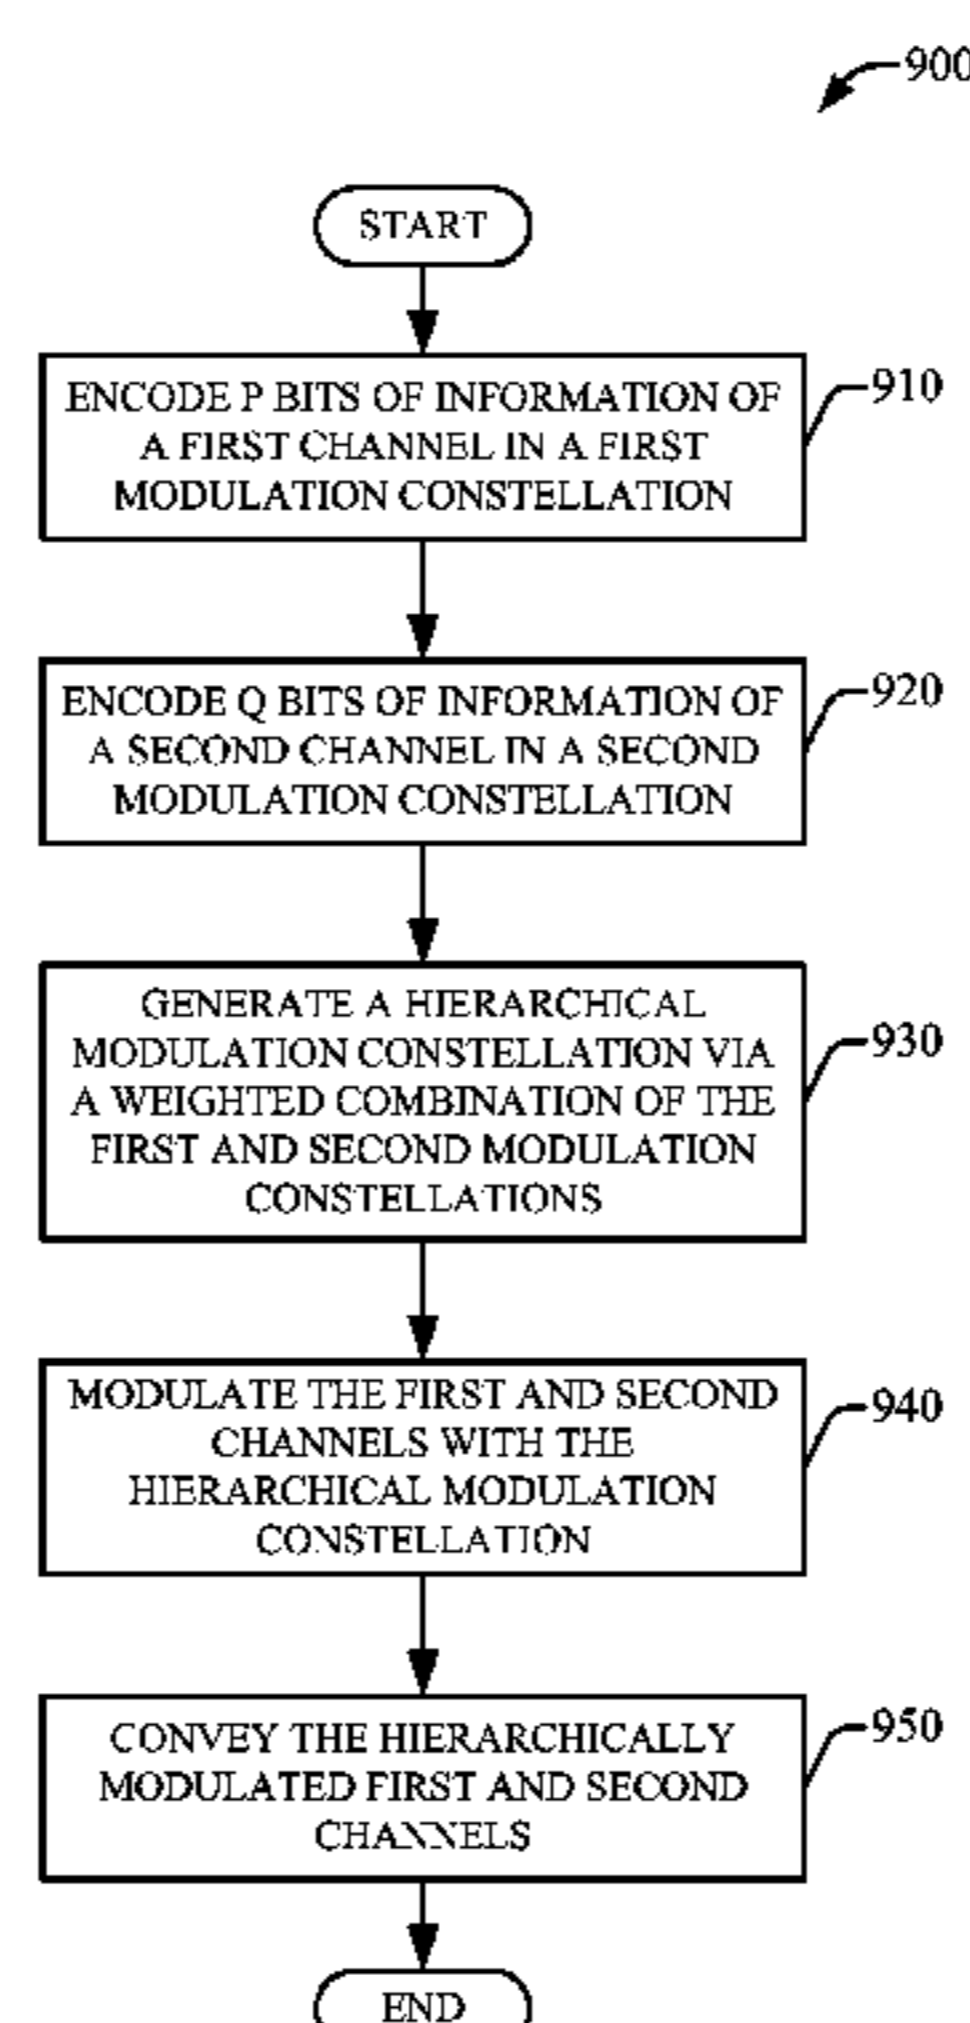 900
START
ENCODE P BITS OF INFORMATION OF
A FIRST CHANNEL IN A FIRST
MODULATION CONSTELLATION
910
ENCODE Q BITS OF INFORMATION OF
A SECOND CHANNEL IN A SECOND
MODULATION CONSTELLATION
920
GENERATE A HIERARCHICAL
MODULATION CONSTELLATION VIA
A WEIGHTED COMBINATION OF THE
FIRST AND SECOND MODULATION
CONSTELLATIONS
930
MODULATE THE FIRST AND SECOND
CHANNELS WITH THE
HIERARCHICAL MODULATION
CONSTELLATION
940
CONVEY THE HIERARCHICALLY
MODULATED FIRST AND SECOND
CHANNELS
950
END